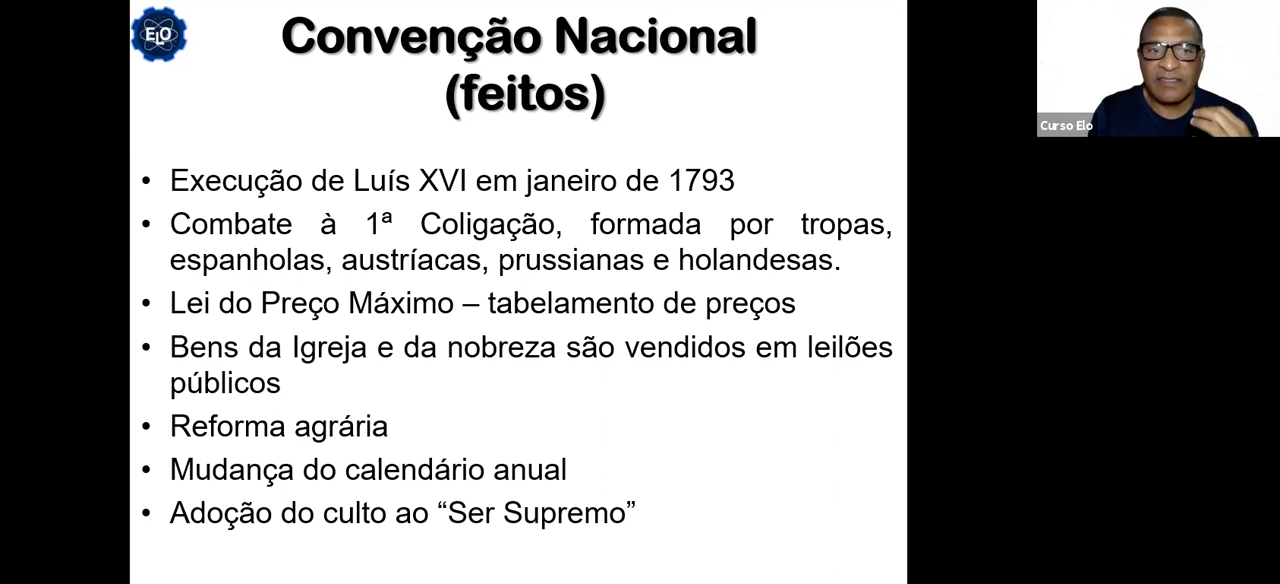 ELO
Convenção Nacional
(feitos)
• Execução de Luís XVI em janeiro de 1793
• Combate à 1ª Coligação, formada por tropas,
espanholas, austríacas, prussianas e holandesas.
• Lei do Preço Máximo – tabelamento de preços
• Bens da Igreja e da nobreza são vendidos em leilões
públicos
• Reforma agrária
• Mudança do calendário anual
• Adoção do culto ao “Ser Supremo”
Curso Elo